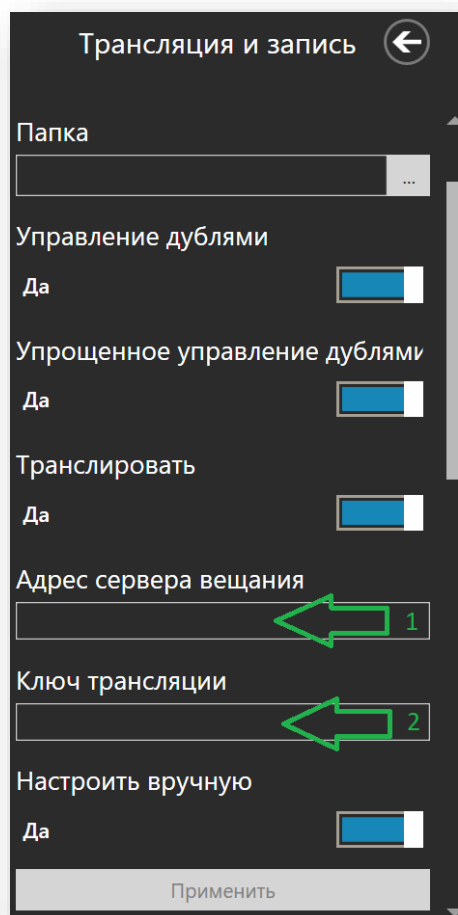 Трансляция и запись
Папка
...
Управление дублями
Да
Упрощенное управление дублями
Да
Транслировать
Да
Адрес сервера вещания
1
Ключ трансляции
2
Настроить вручную
Да
Применить